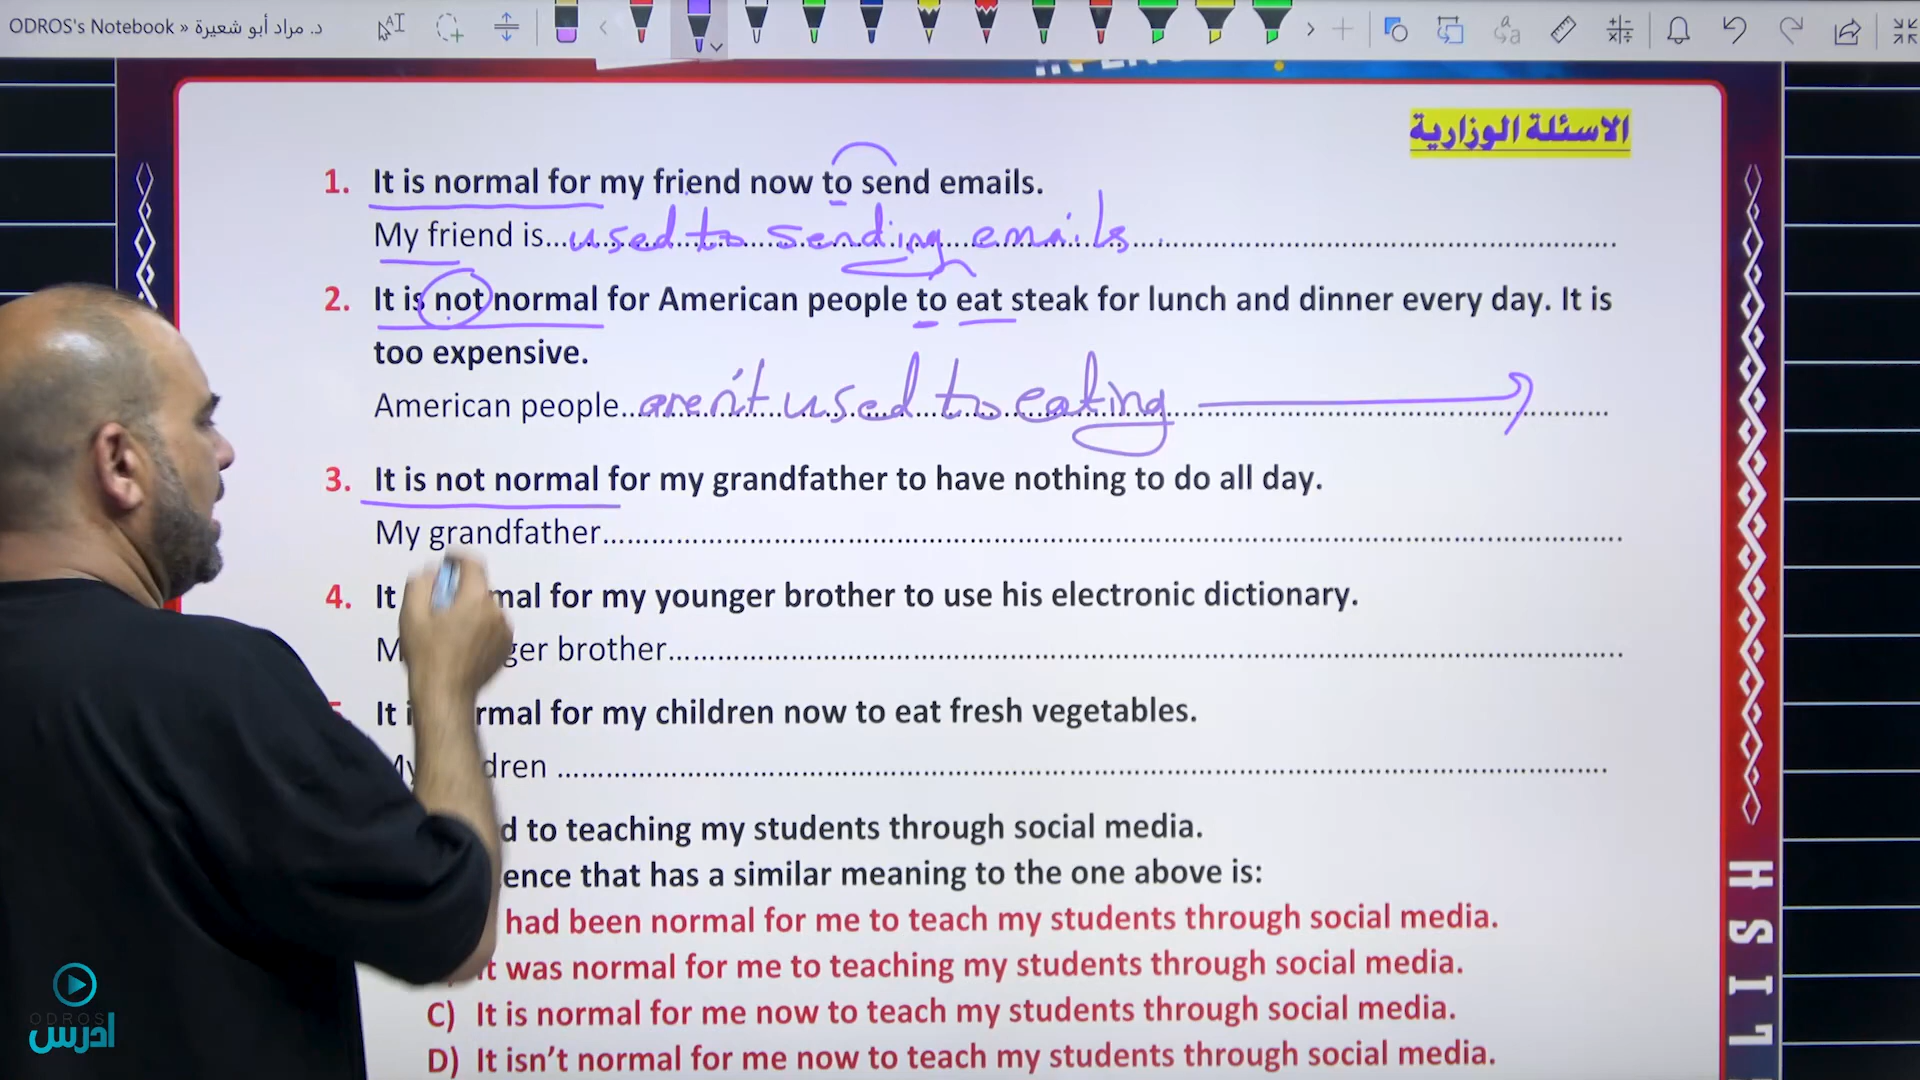 ODROS's Notebook » د. مراد أبو شعيرة
الاسئلة الوزارية
1. It is normal for my friend now to send emails.
My friend is...used to sending emails...
2. It is not normal for American people to eat steak for lunch and dinner every day. It is
too expensive.
American people...aren't used to eating...
3. It is not normal for my grandfather to have nothing to do all day.
My grandfather...
4. It mal for my younger brother to use his electronic dictionary.
M ger brother...
It i rmal for my children now to eat fresh vegetables.
My dren ...
d to teaching my students through social media.
ence that has a similar meaning to the one above is:
had been normal for me to teach my students through social media.
It was normal for me to teaching my students through social media.
C) It is normal for me now to teach my students through social media.
D) It isn't normal for me now to teach my students through social media.
ODROS
ادرس